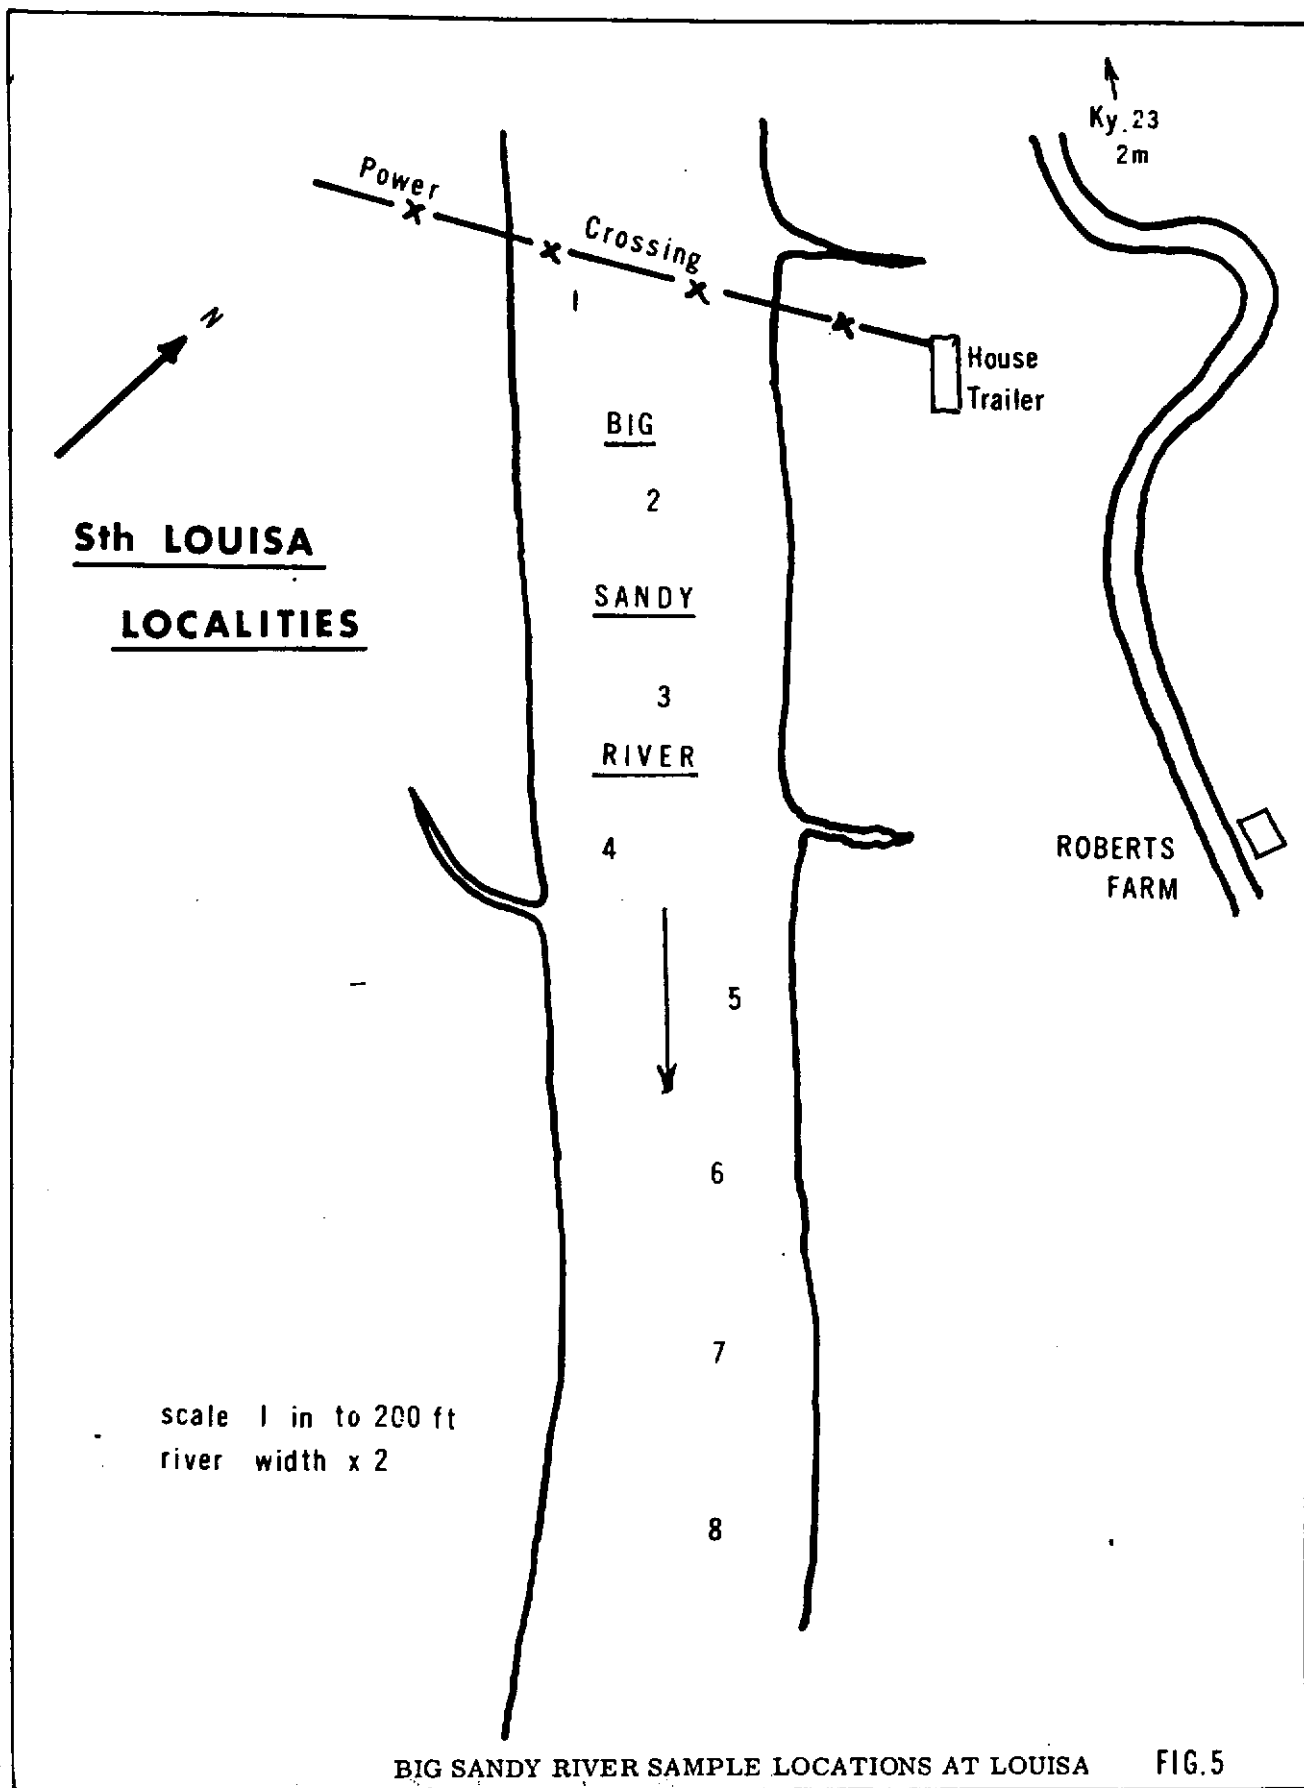 Ky. 23
2m
Power
Crossing
N
1
House
Trailer
BIG
2
Sth LOUISA
SANDY
LOCALITIES
3
RIVER
4
ROBERTS
FARM
5
6
7
scale 1 in to 200 ft
river width x 2
8
BIG SANDY RIVER SAMPLE LOCATIONS AT LOUISA FIG.5